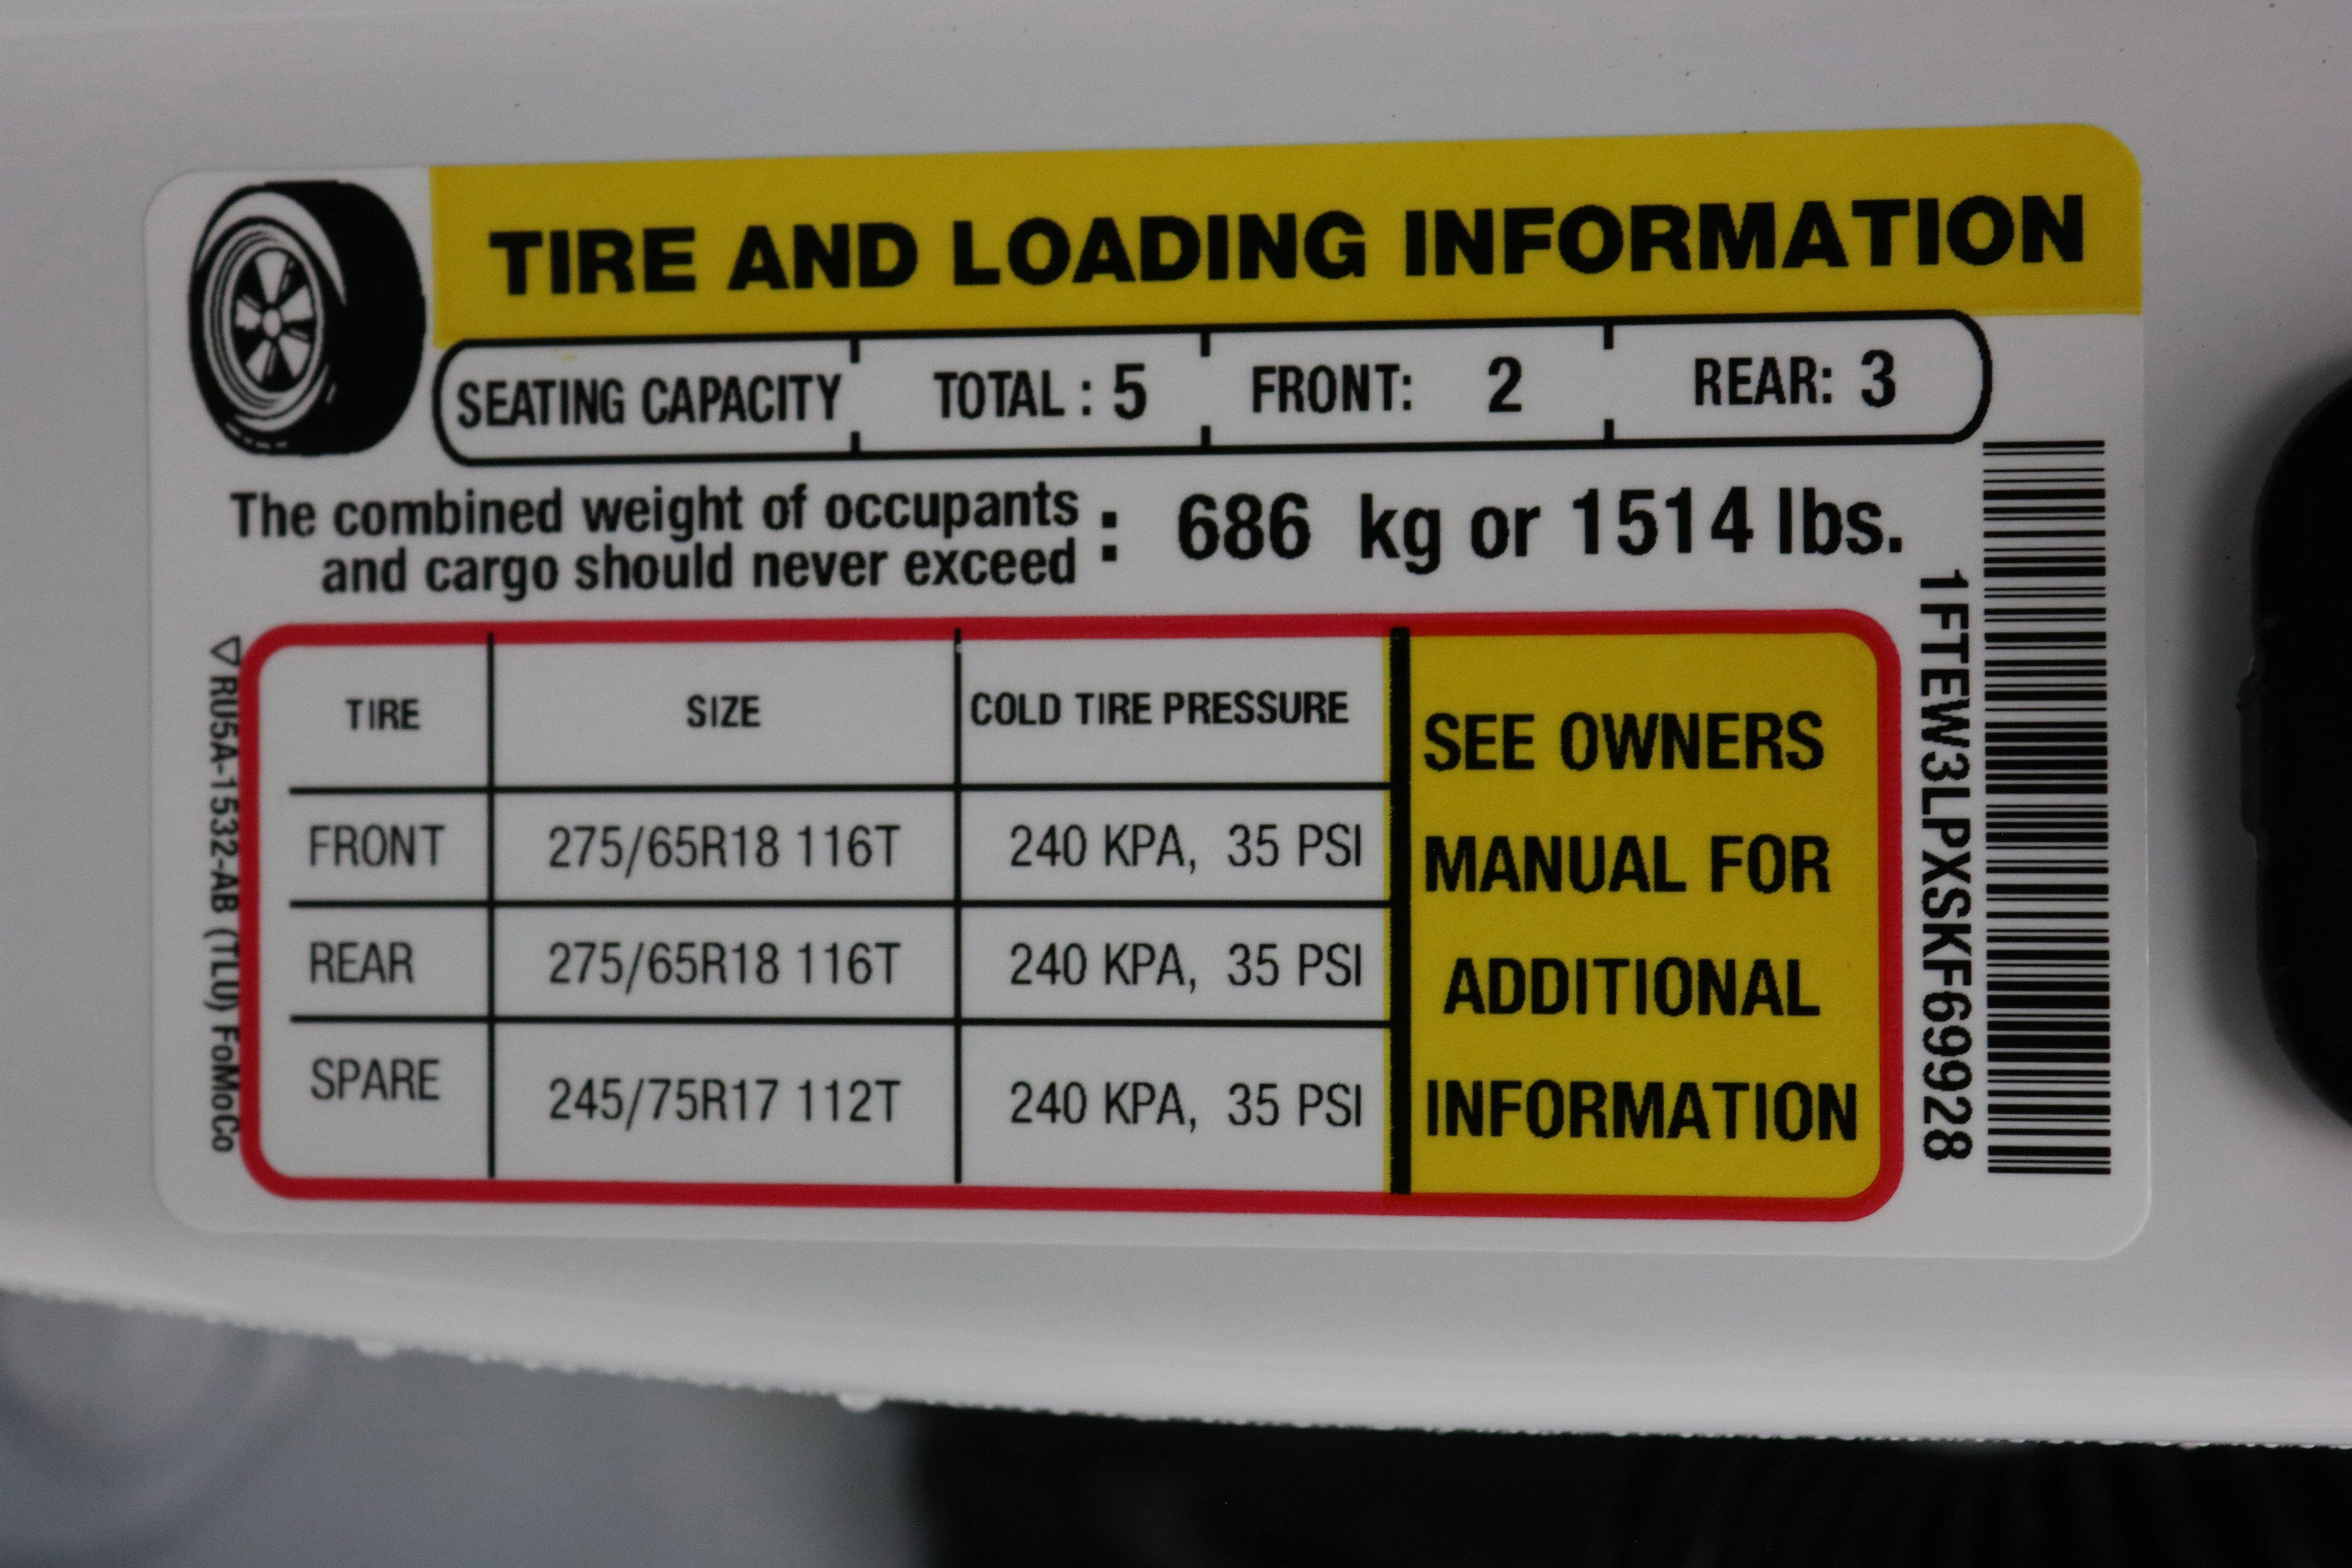 TIRE AND LOADING INFORMATION
SEATING CAPACITY TOTAL : 5 FRONT: 2 REAR: 3
The combined weight of occupants
and cargo should never exceed : 686 kg or 1514 lbs.
TIRE SIZE COLD TIRE PRESSURE
FRONT 275/65R18 116T 240 KPA, 35 PSI
REAR 275/65R18 116T 240 KPA, 35 PSI
SPARE 245/75R17 112T 240 KPA, 35 PSI
SEE OWNERS
MANUAL FOR
ADDITIONAL
INFORMATION
1FTEW3LPXSKF69928
RU5A-1532-AB (TLU) FoMoCo